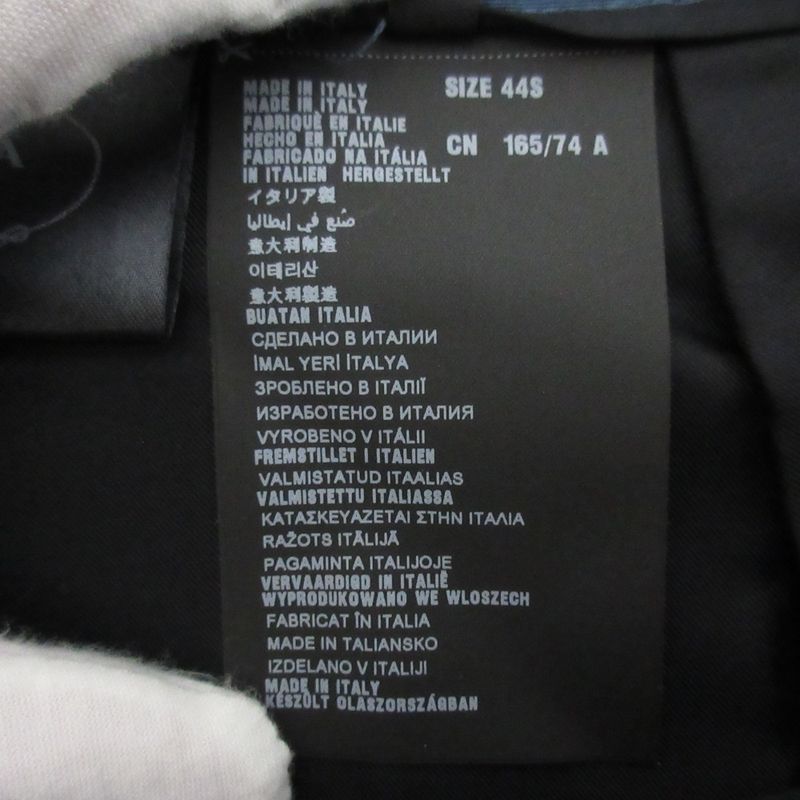 MADE IN ITALY SIZE 44S
MADE IN ITALY
FABRIQUÉ EN ITALIE
HECHO EN ITALIA CN 165/74 A
FABRICADO NA ITÁLIA
IN ITALIEN HERGESTELLT
イタリア製
صُنع في إيطاليا
意大利制造
이태리산
意大利製造
BUATAN ITALIA
СДЕЛАНО В ИТАЛИИ
İMAL YERİ İTALYA
ЗРОБЛЕНО В ІТАЛІЇ
ИЗРАБОТЕНО В ИТАЛИЯ
VYROBENO V ITÁLII
FREMSTILLET I ITALIEN
VALMISTATUD ITAALIAS
VALMISTETTU ITALIASSA
ΚΑΤΑΣΚΕΥΑΖΕΤΑΙ ΣΤΗΝ ΙΤΑΛΙΑ
RAŽOTS ITĀLIJĀ
PAGAMINTA ITALIJOJE
VERVAARDIGD IN ITALIË
WYPRODUKOWANO WE WLOSZECH
FABRICAT ÎN ITALIA
MADE IN TALIANSKO
IZDELANO V ITALIJI
MADE IN ITALY
KÉSZÜLT OLASZORSZÁGBAN